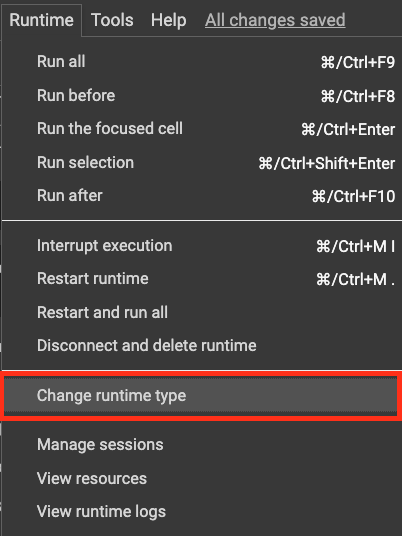 Runtime Tools Help All changes saved
Run all ⌘/Ctrl+F9
Run before ⌘/Ctrl+F8
Run the focused cell ⌘/Ctrl+Enter
Run selection ⌘/Ctrl+Shift+Enter
Run after ⌘/Ctrl+F10
Interrupt execution ⌘/Ctrl+M I
Restart runtime ⌘/Ctrl+M .
Restart and run all
Disconnect and delete runtime
Change runtime type
Manage sessions
View resources
View runtime logs